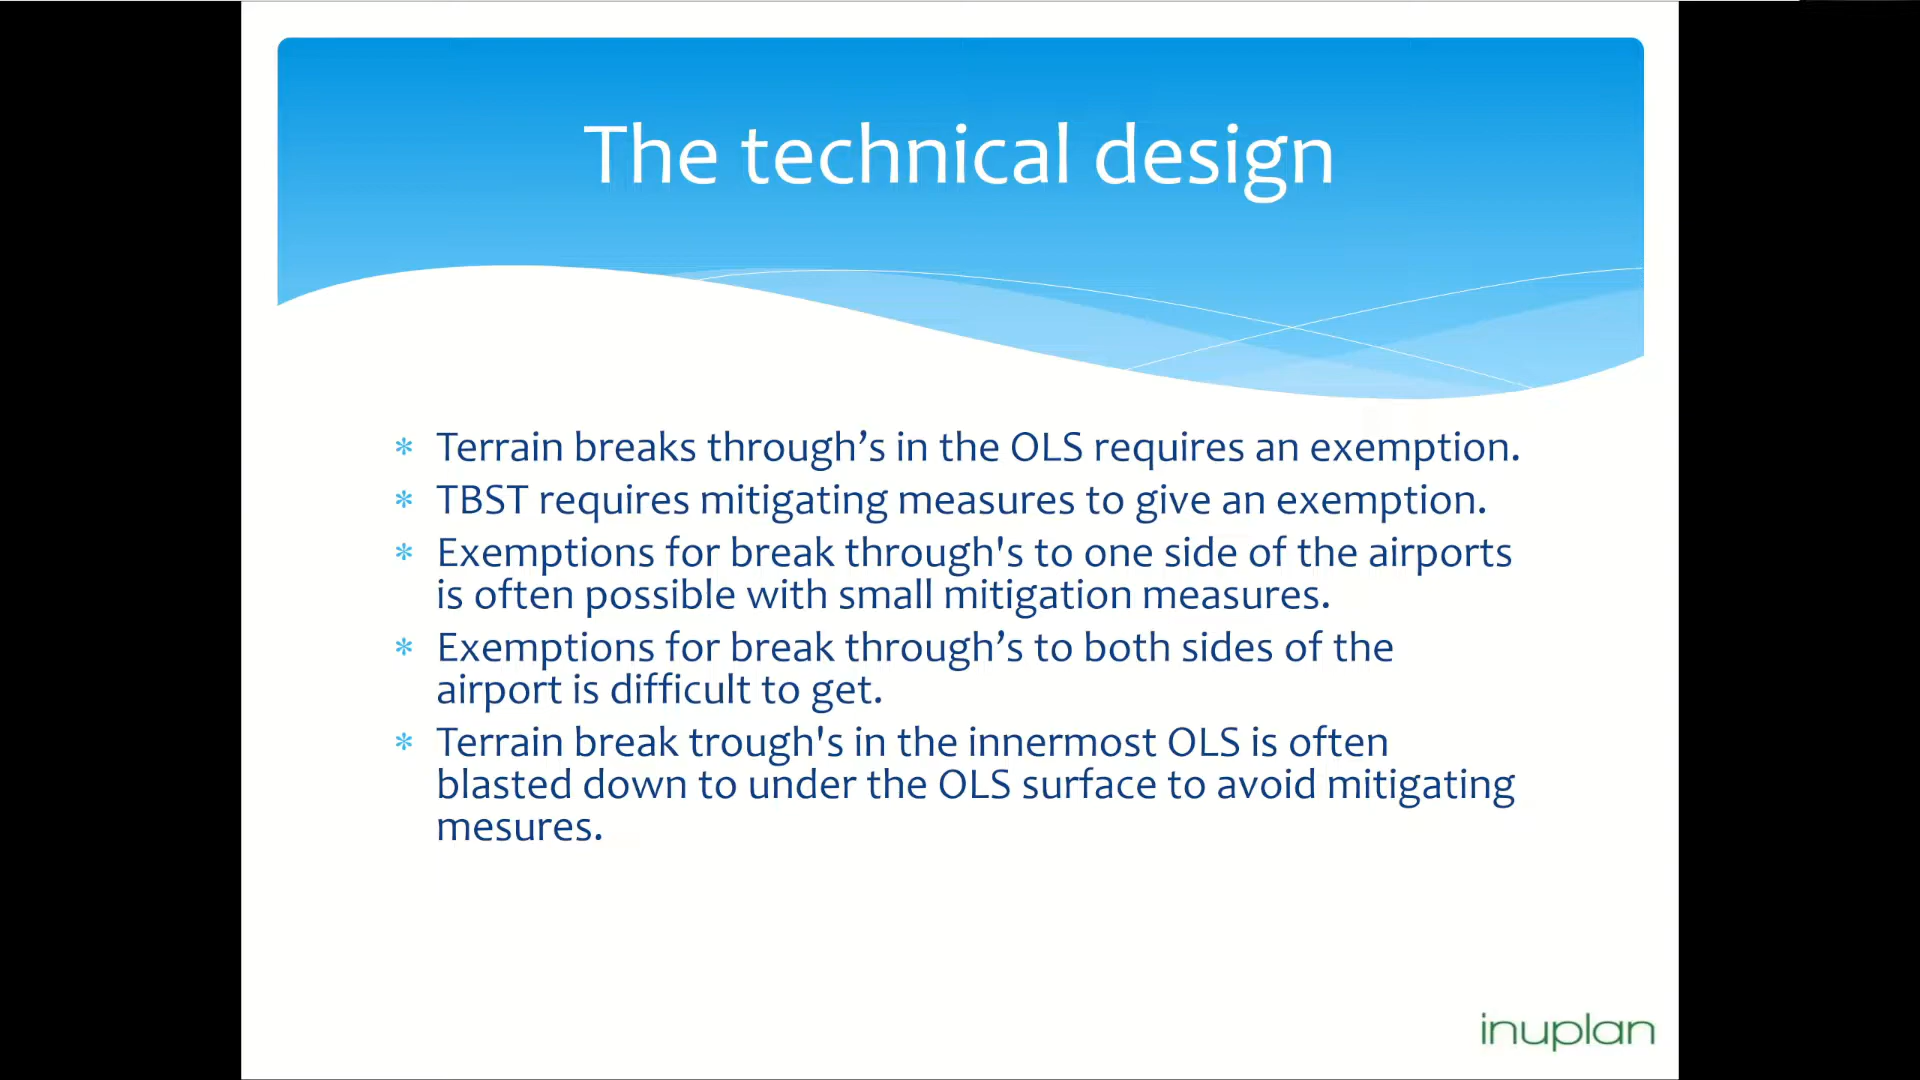 The technical design
* Terrain breaks through’s in the OLS requires an exemption.
* TBST requires mitigating measures to give an exemption.
* Exemptions for break through's to one side of the airports
is often possible with small mitigation measures.
* Exemptions for break through’s to both sides of the
airport is difficult to get.
* Terrain break trough's in the innermost OLS is often
blasted down to under the OLS surface to avoid mitigating
mesures.
inuplan